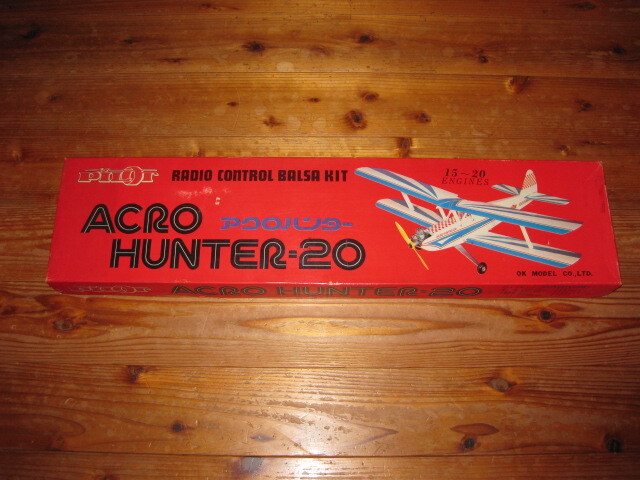 Pilot
RADIO CONTROL BALSA KIT
15~20
ENGINES
ACRO
アクロハンター
HUNTER-20
OK MODEL CO.,LTD.
Pilot
ACRO HUNTER-20